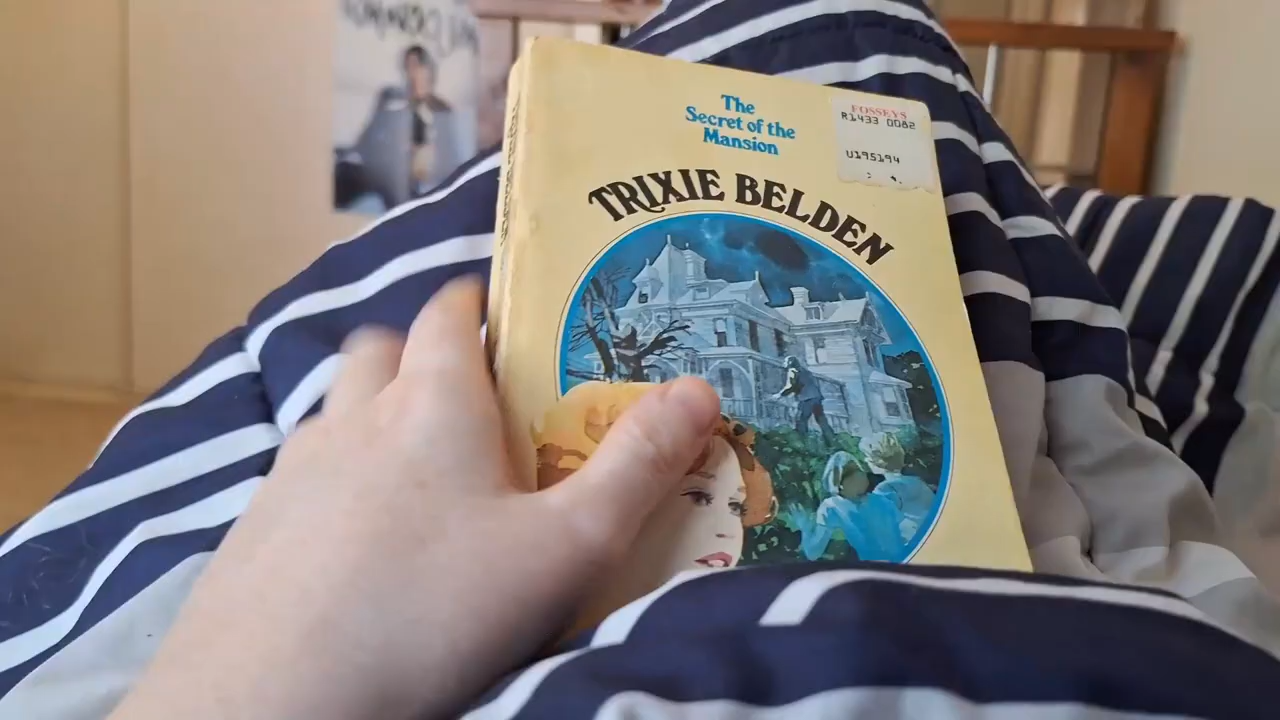 The
Secret of the
Mansion
FOSSEYS
R1433 0082
U195194
TRIXIE BELDEN